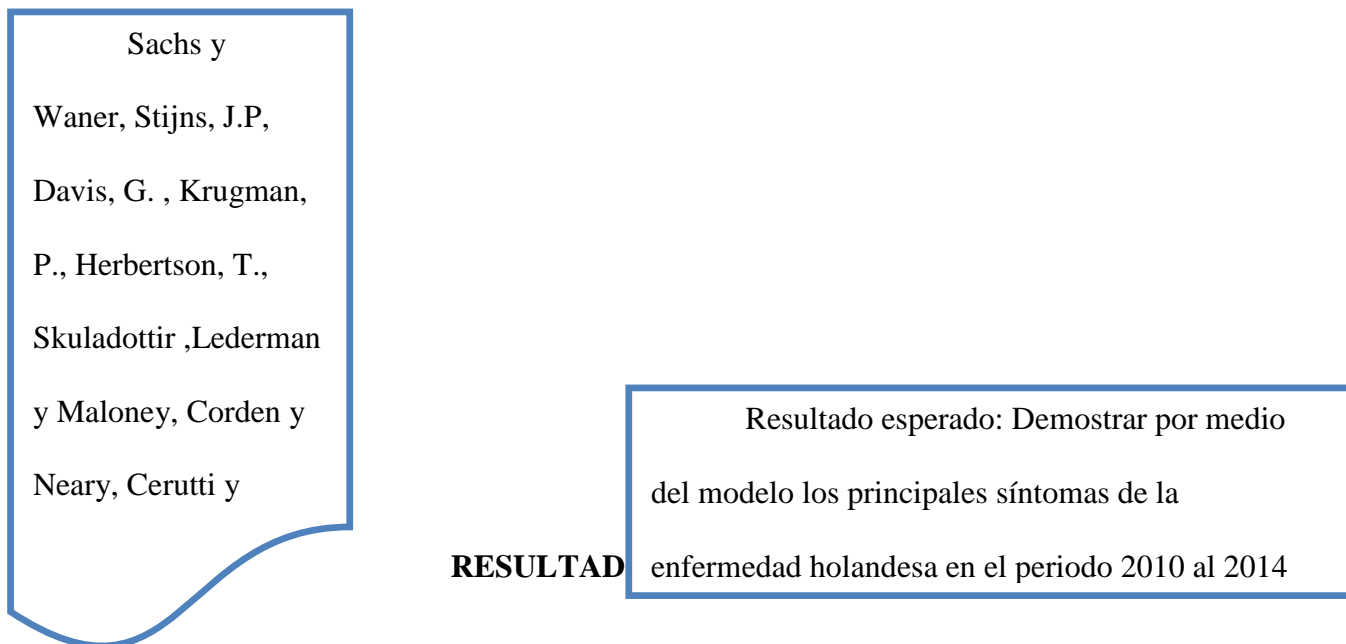 Sachs y
Waner, Stijns, J.P,
Davis, G. , Krugman,
P., Herbertson, T.,
Skuladottir ,Lederman
y Maloney, Corden y
Neary, Cerutti y
RESULTAD
Resultado esperado: Demostrar por medio
del modelo los principales síntomas de la
enfermedad holandesa en el periodo 2010 al 2014